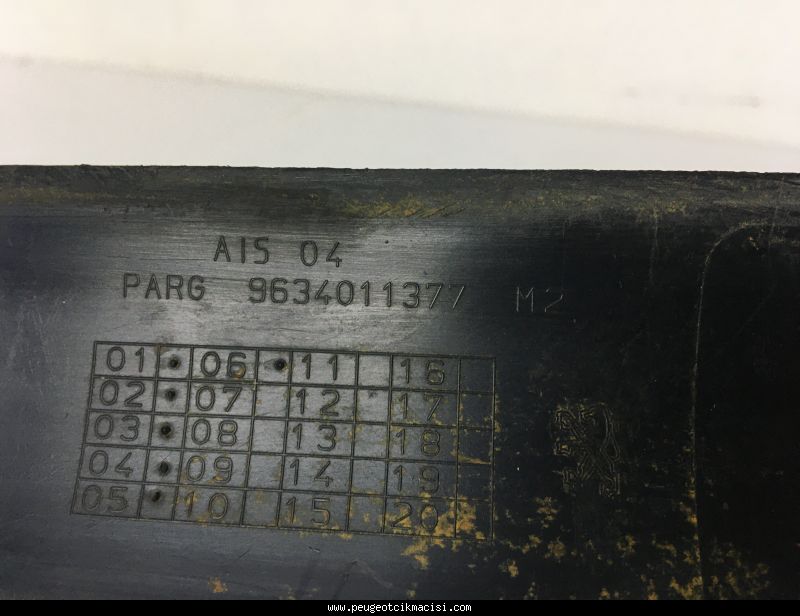 AIS 04
PARG 9634011377 M2
01 06 11 16
02 07 12 17
03 08 13 18
04 09 14 19
05 10 15 20
www.peugeotcikmacisi.com